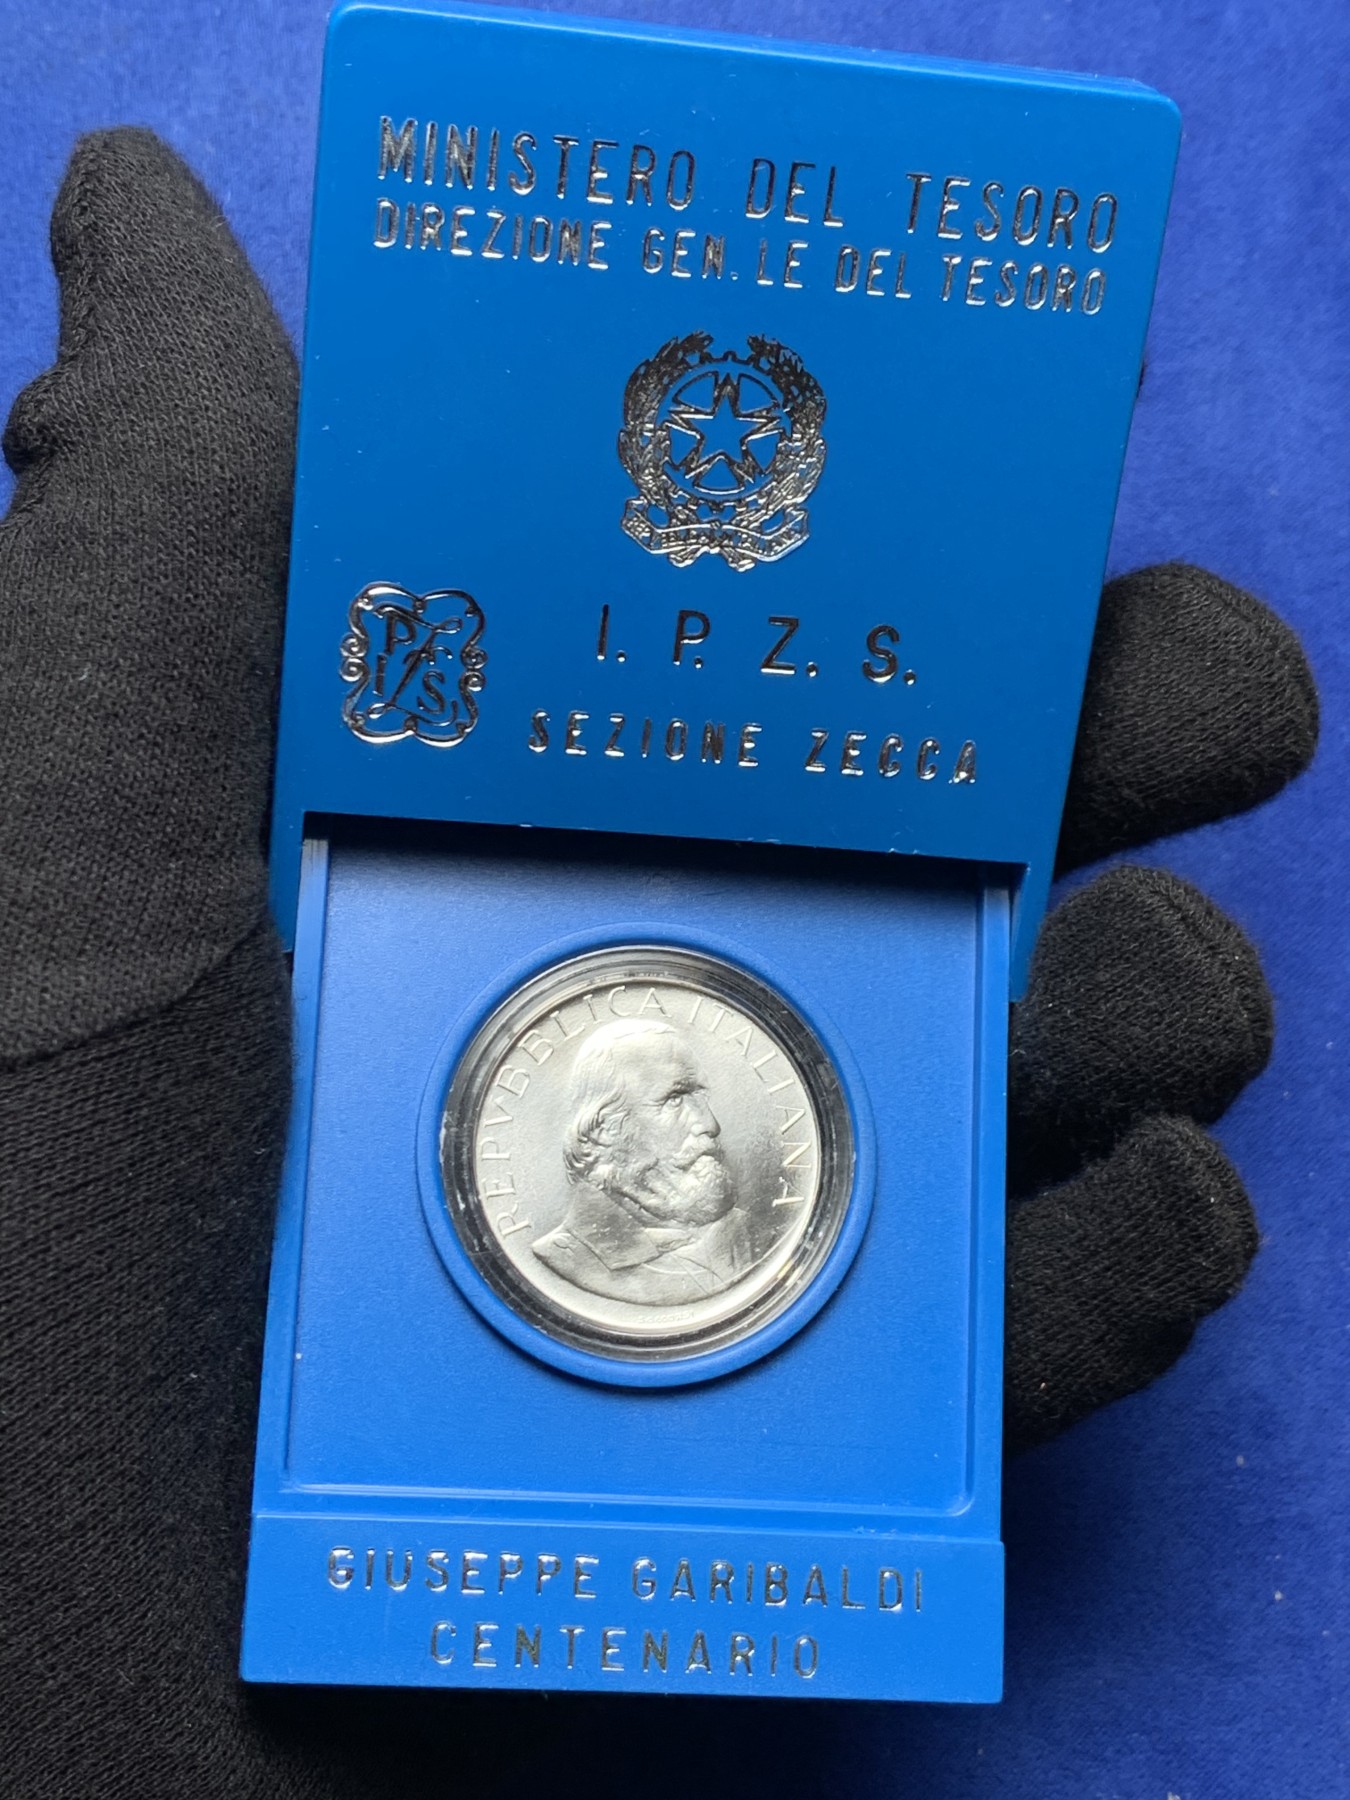 MINISTERO DEL TESORO
DIREZIONE GEN.LE DEL TESORO
I. P. Z. S.
SEZIONE ZECCA
REPVBBLICA ITALIANA
GIUSEPPE GARIBALDI
CENTENARIO